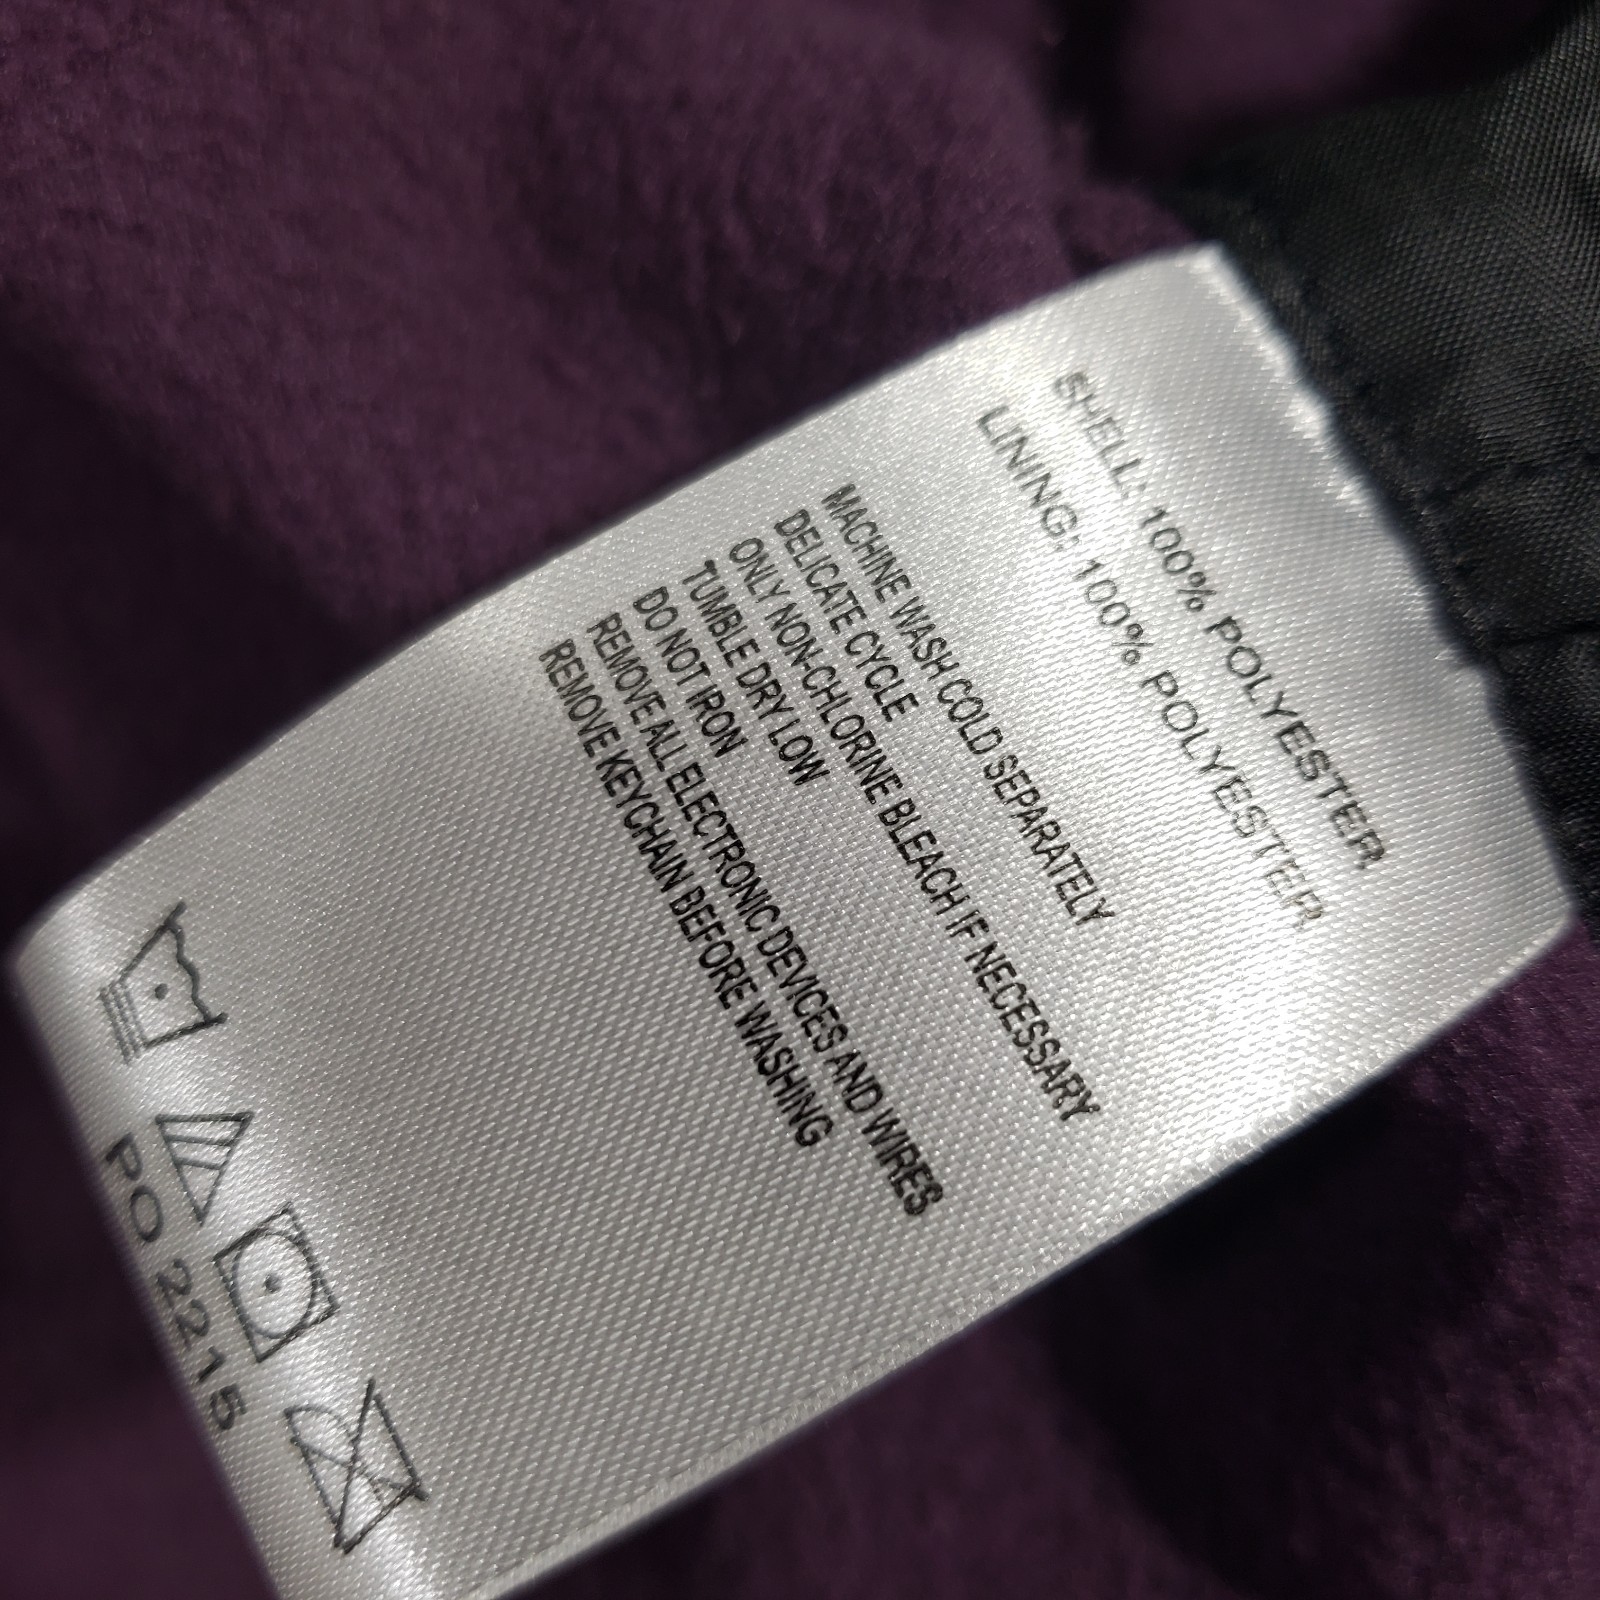 SHELL: 100% POLYESTER
LINING: 100% POLYESTER
MACHINE WASH COLD SEPARATELY
DELICATE CYCLE
ONLY NON-CHLORINE BLEACH IF NECESSARY
TUMBLE DRY LOW
DO NOT IRON
REMOVE ALL ELECTRONIC DEVICES AND WIRES
REMOVE KEYCHAIN BEFORE WASHING
PO 2215